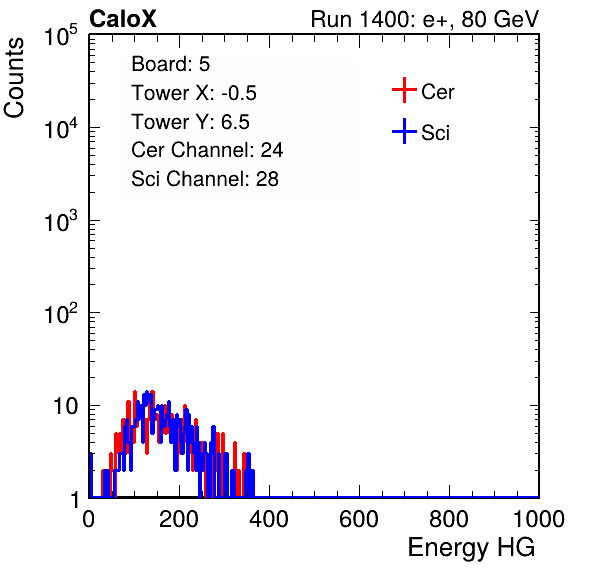 CaloX Run 1400: e+, 80 GeV
Counts
Board: 5
Tower X: -0.5
Tower Y: 6.5
Cer Channel: 24
Sci Channel: 28
Cer
Sci
10^5
10^4
10^3
10^2
10
1
0 200 400 600 800 1000
Energy HG